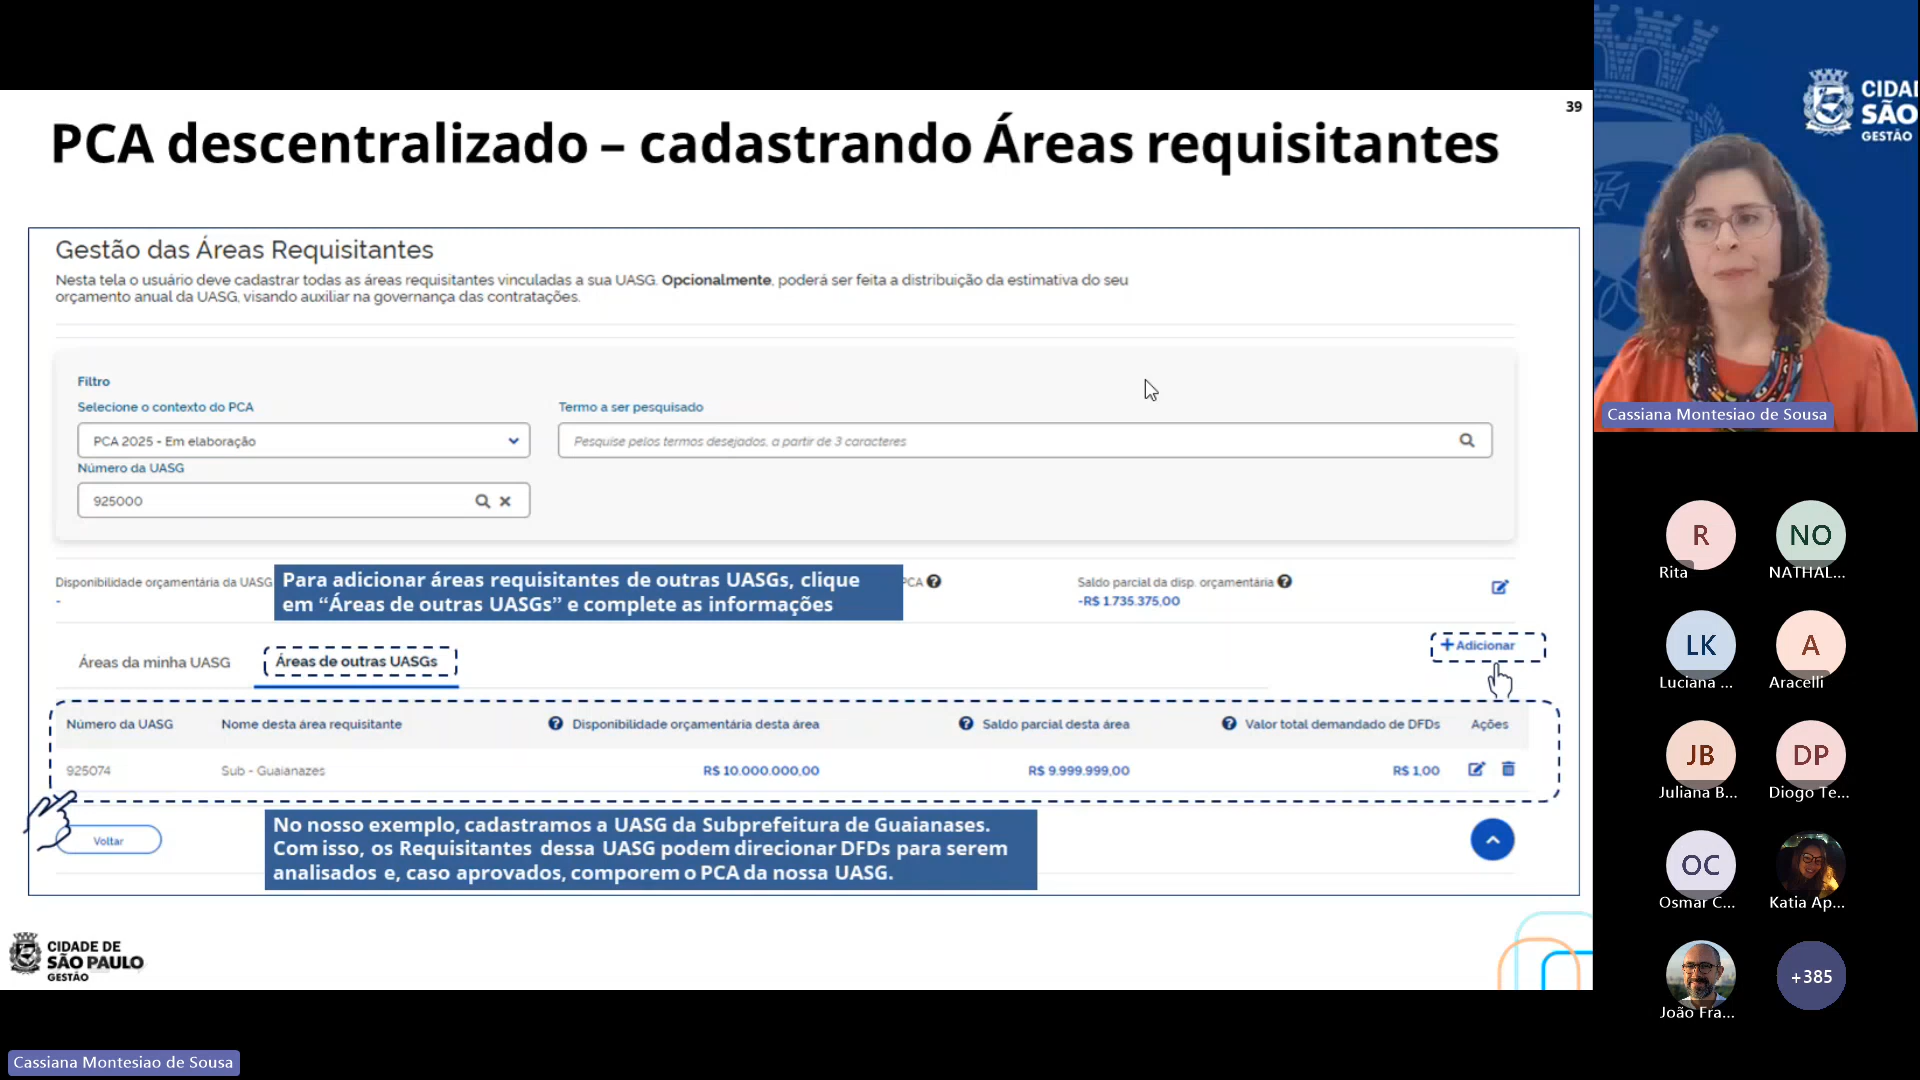 39
PCA descentralizado – cadastrando Áreas requisitantes
Gestão das Áreas Requisitantes
Nesta tela o usuário deve cadastrar todas as áreas requisitantes vinculadas a sua UASG. Opcionalmente, poderá ser feita a distribuição da estimativa do seu
orçamento anual da UASG, visando auxiliar na governança das contratações.
Filtro
Selecione o contexto do PCA
Termo a ser pesquisado
PCA 2025 - Em elaboração
Pesquise pelos termos desejados, a partir de 3 caracteres
Número da UASG
925000
Disponibilidade orçamentária da UASG
Para adicionar áreas requisitantes de outras UASGs, clique
em “Áreas de outras UASGs” e complete as informações
PCA
Saldo parcial da disp. orçamentária
-
-R$ 1.735.375,00
Áreas da minha UASG
Áreas de outras UASGs
+Adicionar
Número da UASG Nome desta área requisitante Disponibilidade orçamentária desta área Saldo parcial desta área Valor total demandado de DFDs Ações
925074 Sub - Guaianazes R$ 10.000.000,00 R$ 9.999.999,00 R$ 1,00
Voltar
No nosso exemplo, cadastramos a UASG da Subprefeitura de Guaianases.
Com isso, os Requisitantes dessa UASG podem direcionar DFDs para serem
analisados e, caso aprovados, comporem o PCA da nossa UASG.
CIDADE DE
SÃO PAULO
GESTÃO
Cassiana Montesiao de Sousa
CIDA
SÃO
GESTÃO
Cassiana Montesiao de Sousa
R
Rita
NO
NATHAL...
LK
Luciana ...
A
Aracelli
JB
Juliana B...
DP
Diogo Te...
OC
Osmar C...
Katia Ap...
João Fra...
+385